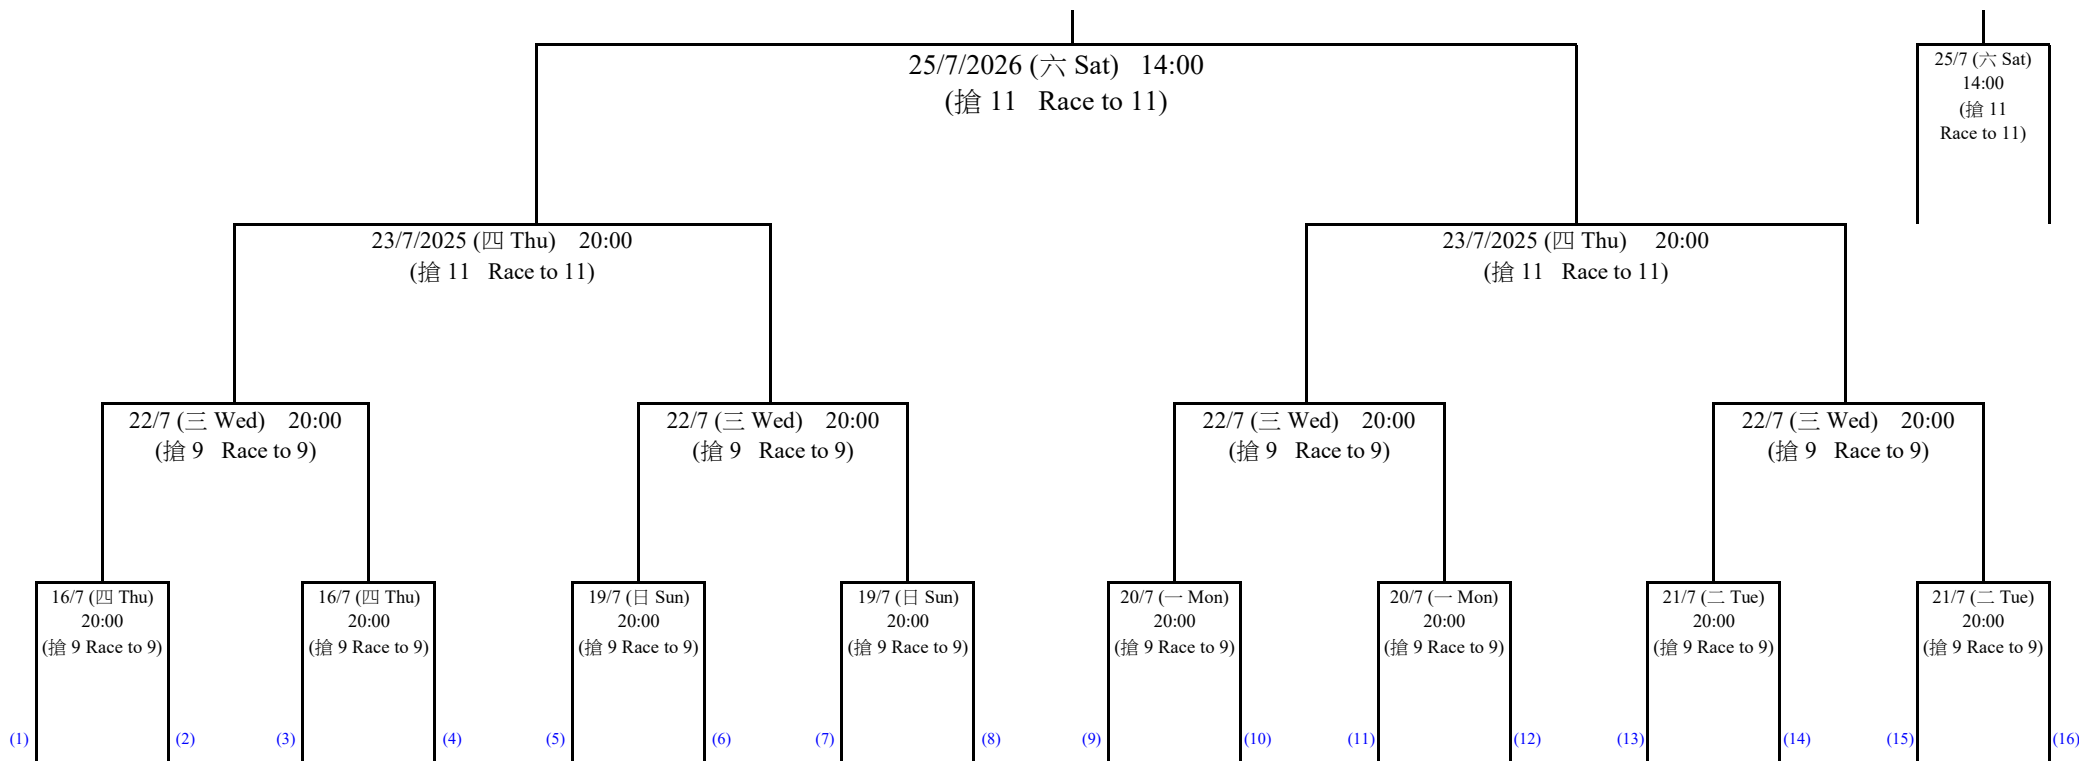 25/7/2026 (六 Sat) 14:00
(搶 11 Race to 11)
25/7 (六 Sat)
14:00
(搶 11
Race to 11)
23/7/2025 (四 Thu) 20:00
(搶 11 Race to 11)
23/7/2025 (四 Thu) 20:00
(搶 11 Race to 11)
22/7 (三 Wed) 20:00
(搶 9 Race to 9)
22/7 (三 Wed) 20:00
(搶 9 Race to 9)
22/7 (三 Wed) 20:00
(搶 9 Race to 9)
22/7 (三 Wed) 20:00
(搶 9 Race to 9)
16/7 (四 Thu)
20:00
(搶 9 Race to 9)
16/7 (四 Thu)
20:00
(搶 9 Race to 9)
19/7 (日 Sun)
20:00
(搶 9 Race to 9)
19/7 (日 Sun)
20:00
(搶 9 Race to 9)
20/7 (一 Mon)
20:00
(搶 9 Race to 9)
20/7 (一 Mon)
20:00
(搶 9 Race to 9)
21/7 (二 Tue)
20:00
(搶 9 Race to 9)
21/7 (二 Tue)
20:00
(搶 9 Race to 9)
(1) (2) (3) (4) (5) (6) (7) (8) (9) (10) (11) (12) (13) (14) (15) (16)